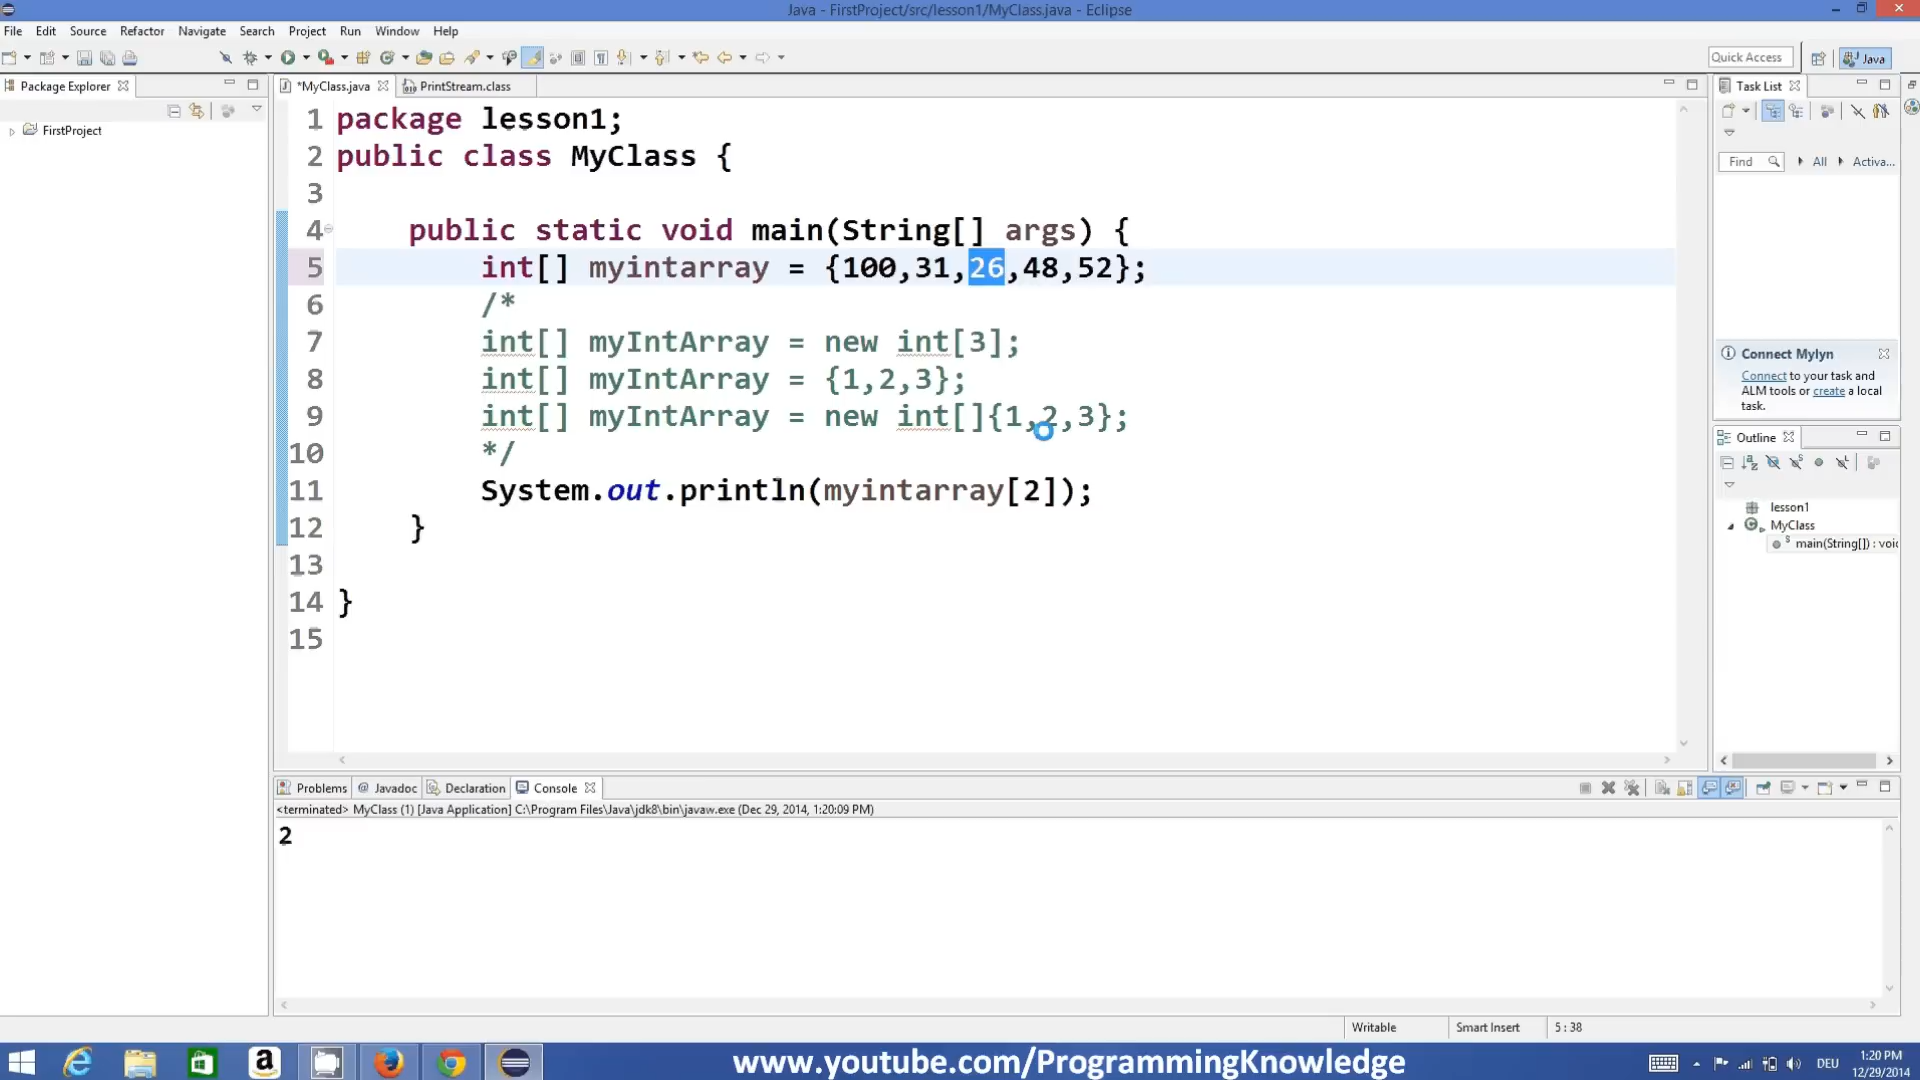 Java - FirstProject/src/lesson1/MyClass.java - Eclipse
File Edit Source Refactor Navigate Search Project Run Window Help
Quick Access
Java
Package Explorer
*MyClass.java
PrintStream.class
Task List
FirstProject
Find
All
Activa...
1 package lesson1;
2 public class MyClass {
3
4 public static void main(String[] args) {
5 int[] myintarray = {100,31,26,48,52};
6 /*
7 int[] myIntArray = new int[3];
8 int[] myIntArray = {1,2,3};
9 int[] myIntArray = new int[]{1,2,3};
10 */
11 System.out.println(myintarray[2]);
12 }
13
14 }
15
Connect Mylyn
Connect to your task and
ALM tools or create a local
task.
Outline
lesson1
MyClass
main(String[]) : voi
Problems @ Javadoc Declaration Console
<terminated> MyClass (1) [Java Application] C:\Program Files\Java\jdk8\bin\javaw.exe (Dec 29, 2014, 1:20:09 PM)
2
Writable Smart Insert 5 : 38
www.youtube.com/ProgrammingKnowledge
DEU
1:20 PM
12/29/2014